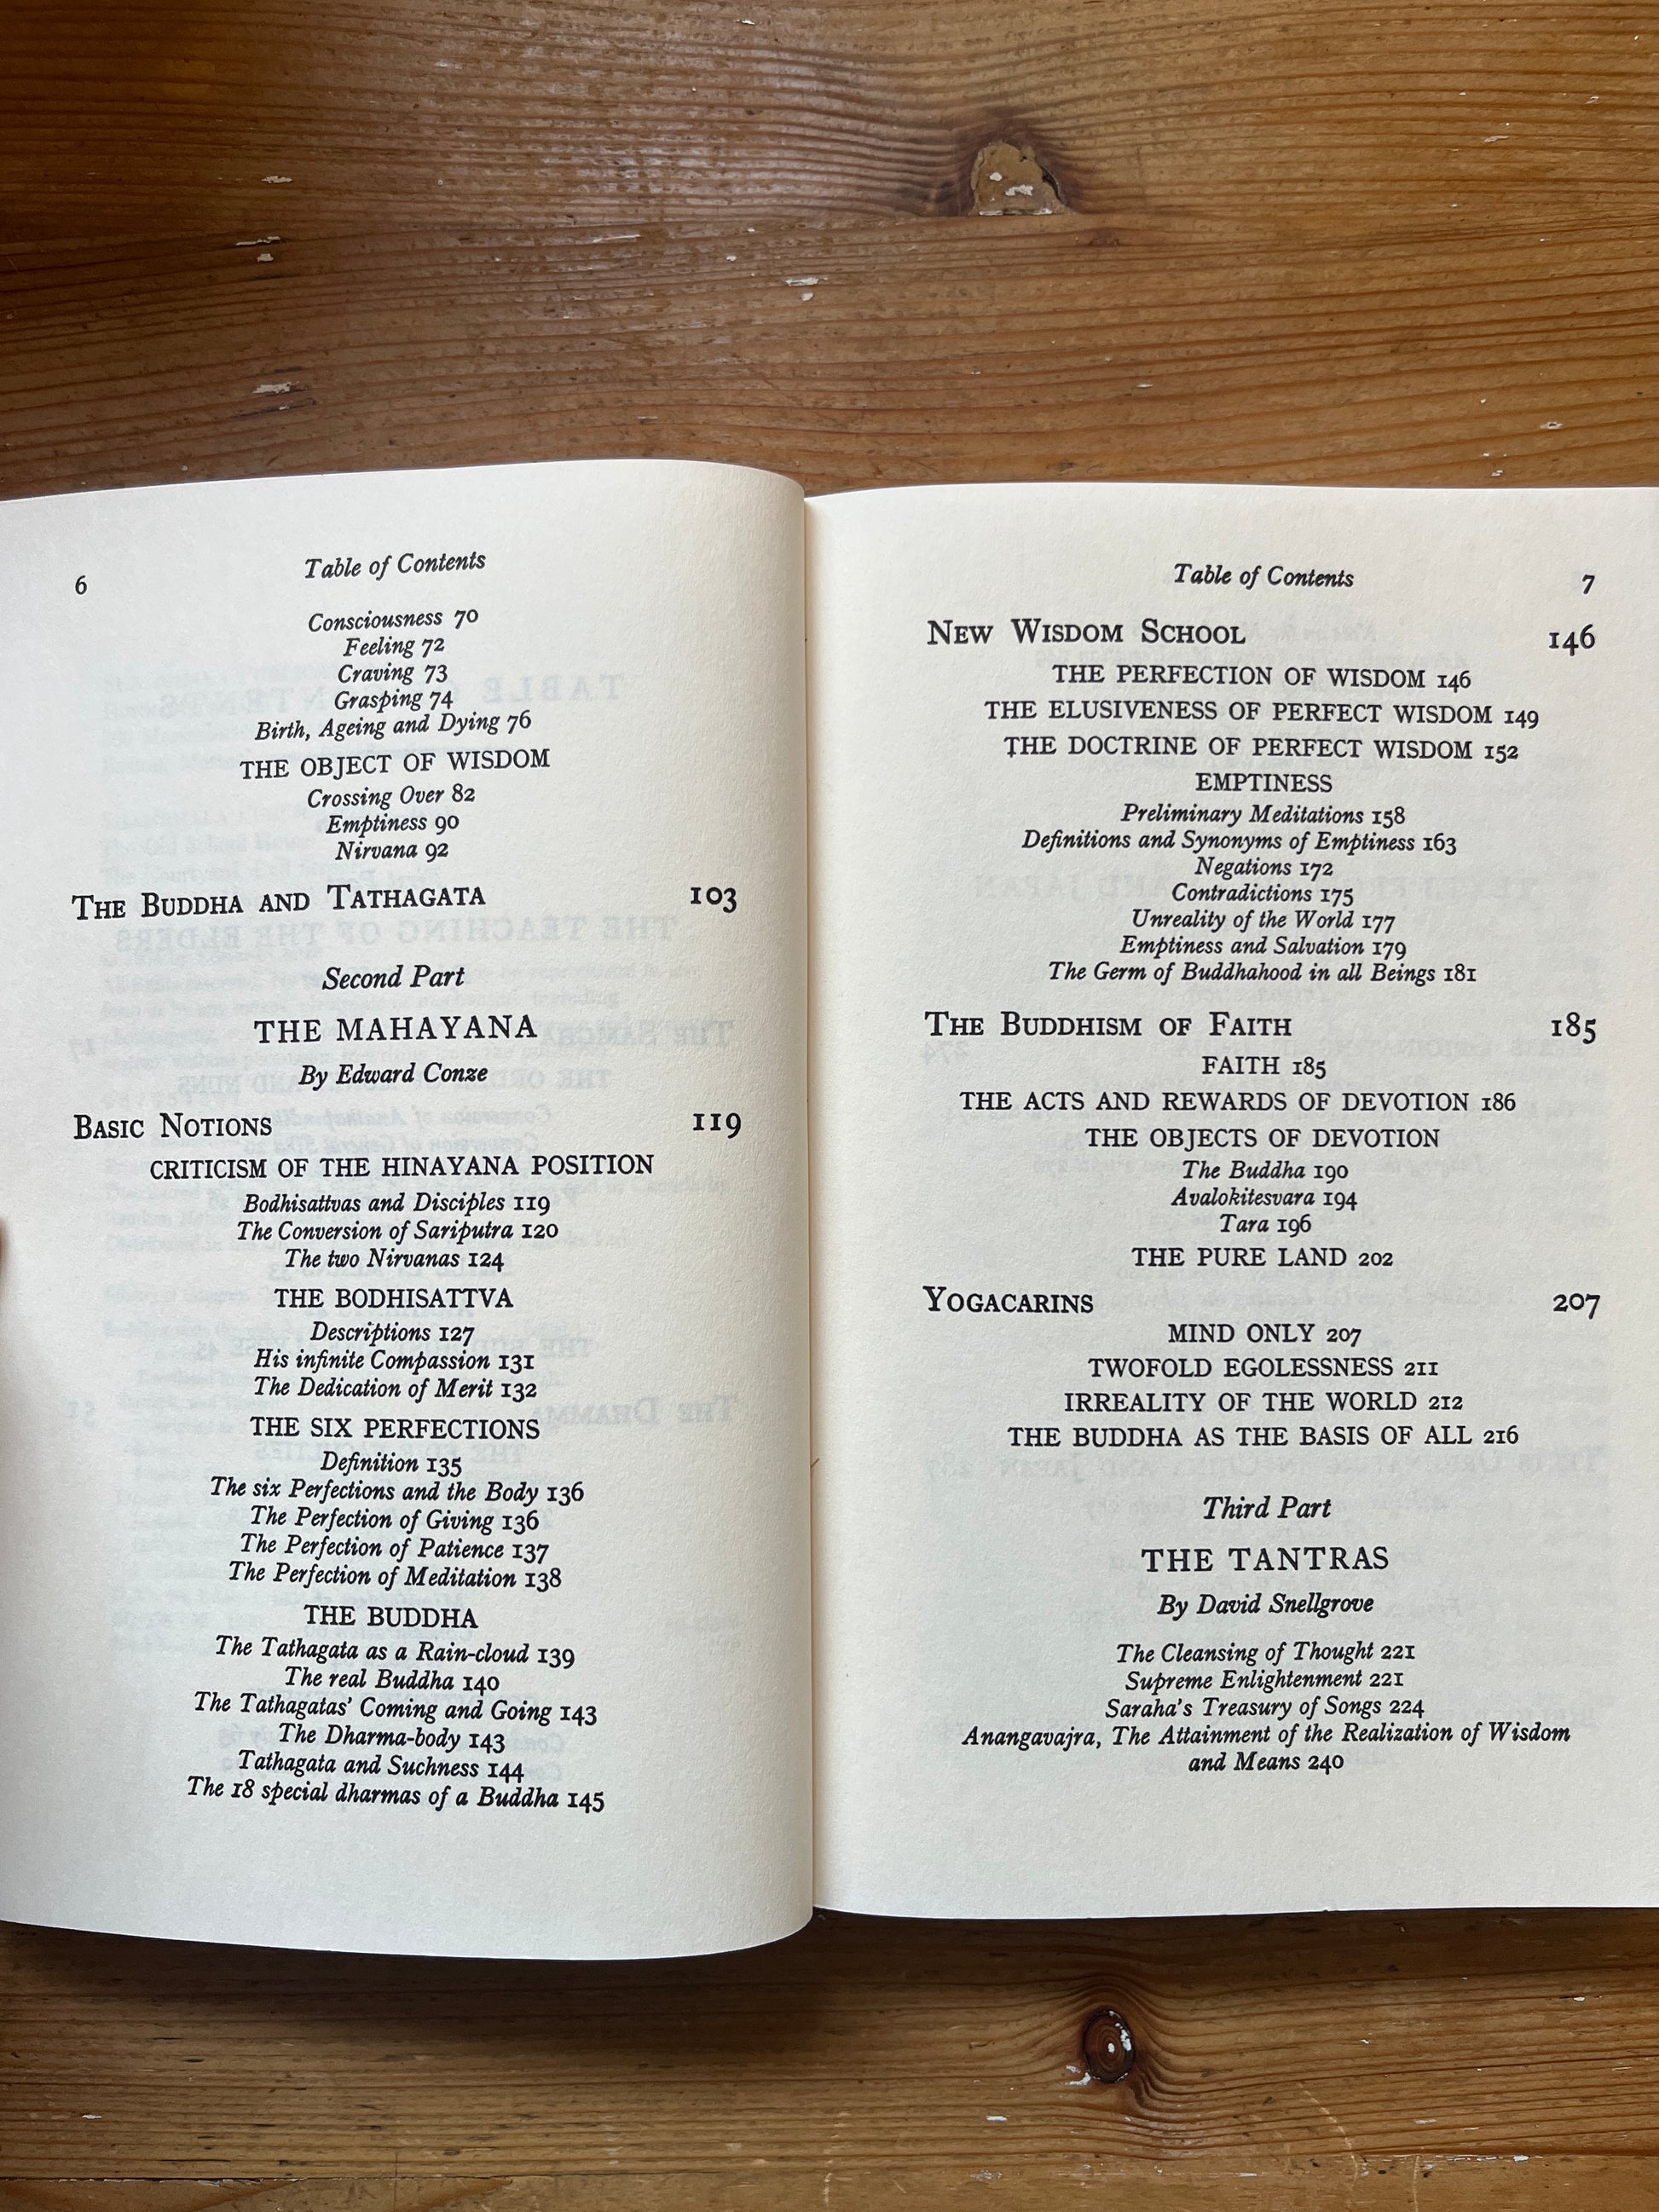 6
Table of Contents
Consciousness 70
Feeling 72
Craving 73
Grasping 74
Birth, Ageing and Dying 76
THE OBJECT OF WISDOM
Crossing Over 82
Emptiness 90
Nirvana 92
THE BUDDHA AND TATHAGATA 103
Second Part
THE MAHAYANA
By Edward Conze
BASIC NOTIONS 119
CRITICISM OF THE HINAYANA POSITION
Bodhisattvas and Disciples 119
The Conversion of Sariputra 120
The two Nirvanas 124
THE BODHISATTVA
Descriptions 127
His infinite Compassion 131
The Dedication of Merit 132
THE SIX PERFECTIONS
Definition 135
The six Perfections and the Body 136
The Perfection of Giving 136
The Perfection of Patience 137
The Perfection of Meditation 138
THE BUDDHA
The Tathagata as a Rain-cloud 139
The real Buddha 140
The Tathagatas' Coming and Going 143
The Dharma-body 143
Tathagata and Suchness 144
The 18 special dharmas of a Buddha 145
Table of Contents 7
NEW WISDOM SCHOOL 146
THE PERFECTION OF WISDOM 146
THE ELUSIVENESS OF PERFECT WISDOM 149
THE DOCTRINE OF PERFECT WISDOM 152
EMPTINESS
Preliminary Meditations 158
Definitions and Synonyms of Emptiness 163
Negations 172
Contradictions 175
Unreality of the World 177
Emptiness and Salvation 179
The Germ of Buddhahood in all Beings 181
THE BUDDHISM OF FAITH 185
FAITH 185
THE ACTS AND REWARDS OF DEVOTION 186
THE OBJECTS OF DEVOTION
The Buddha 190
Avalokitesvara 194
Tara 196
THE PURE LAND 202
YOGACARINS 207
MIND ONLY 207
TWOFOLD EGOLESSNESS 211
IRREALITY OF THE WORLD 212
THE BUDDHA AS THE BASIS OF ALL 216
Third Part
THE TANTRAS
By David Snellgrove
The Cleansing of Thought 221
Supreme Enlightenment 221
Saraha's Treasury of Songs 224
Anangavajra, The Attainment of the Realization of Wisdom
and Means 240